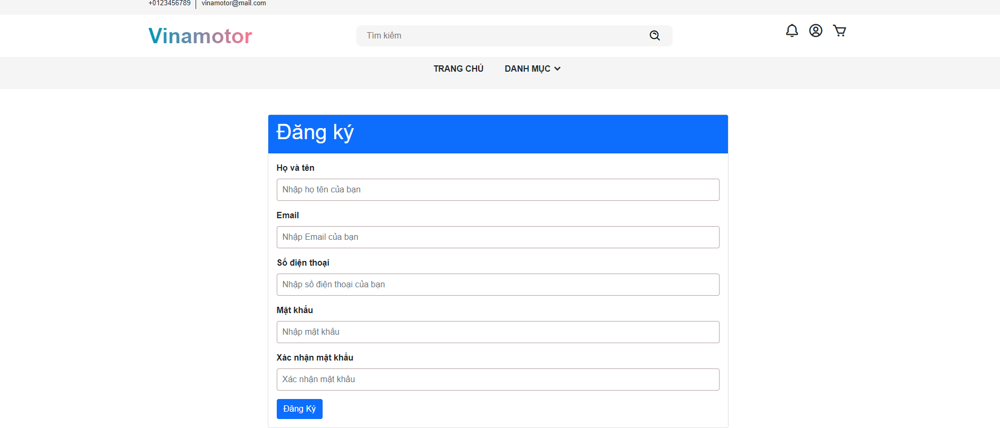 +0123456789 | vinamotor@mail.com
Vinamotor
Tìm kiếm
TRANG CHỦ DANH MỤC
Đăng ký
Họ và tên
Nhập họ tên của bạn
Email
Nhập Email của bạn
Số điện thoại
Nhập số điện thoại của bạn
Mật khẩu
Nhập mật khẩu
Xác nhận mật khẩu
Xác nhận mật khẩu
Đăng Ký